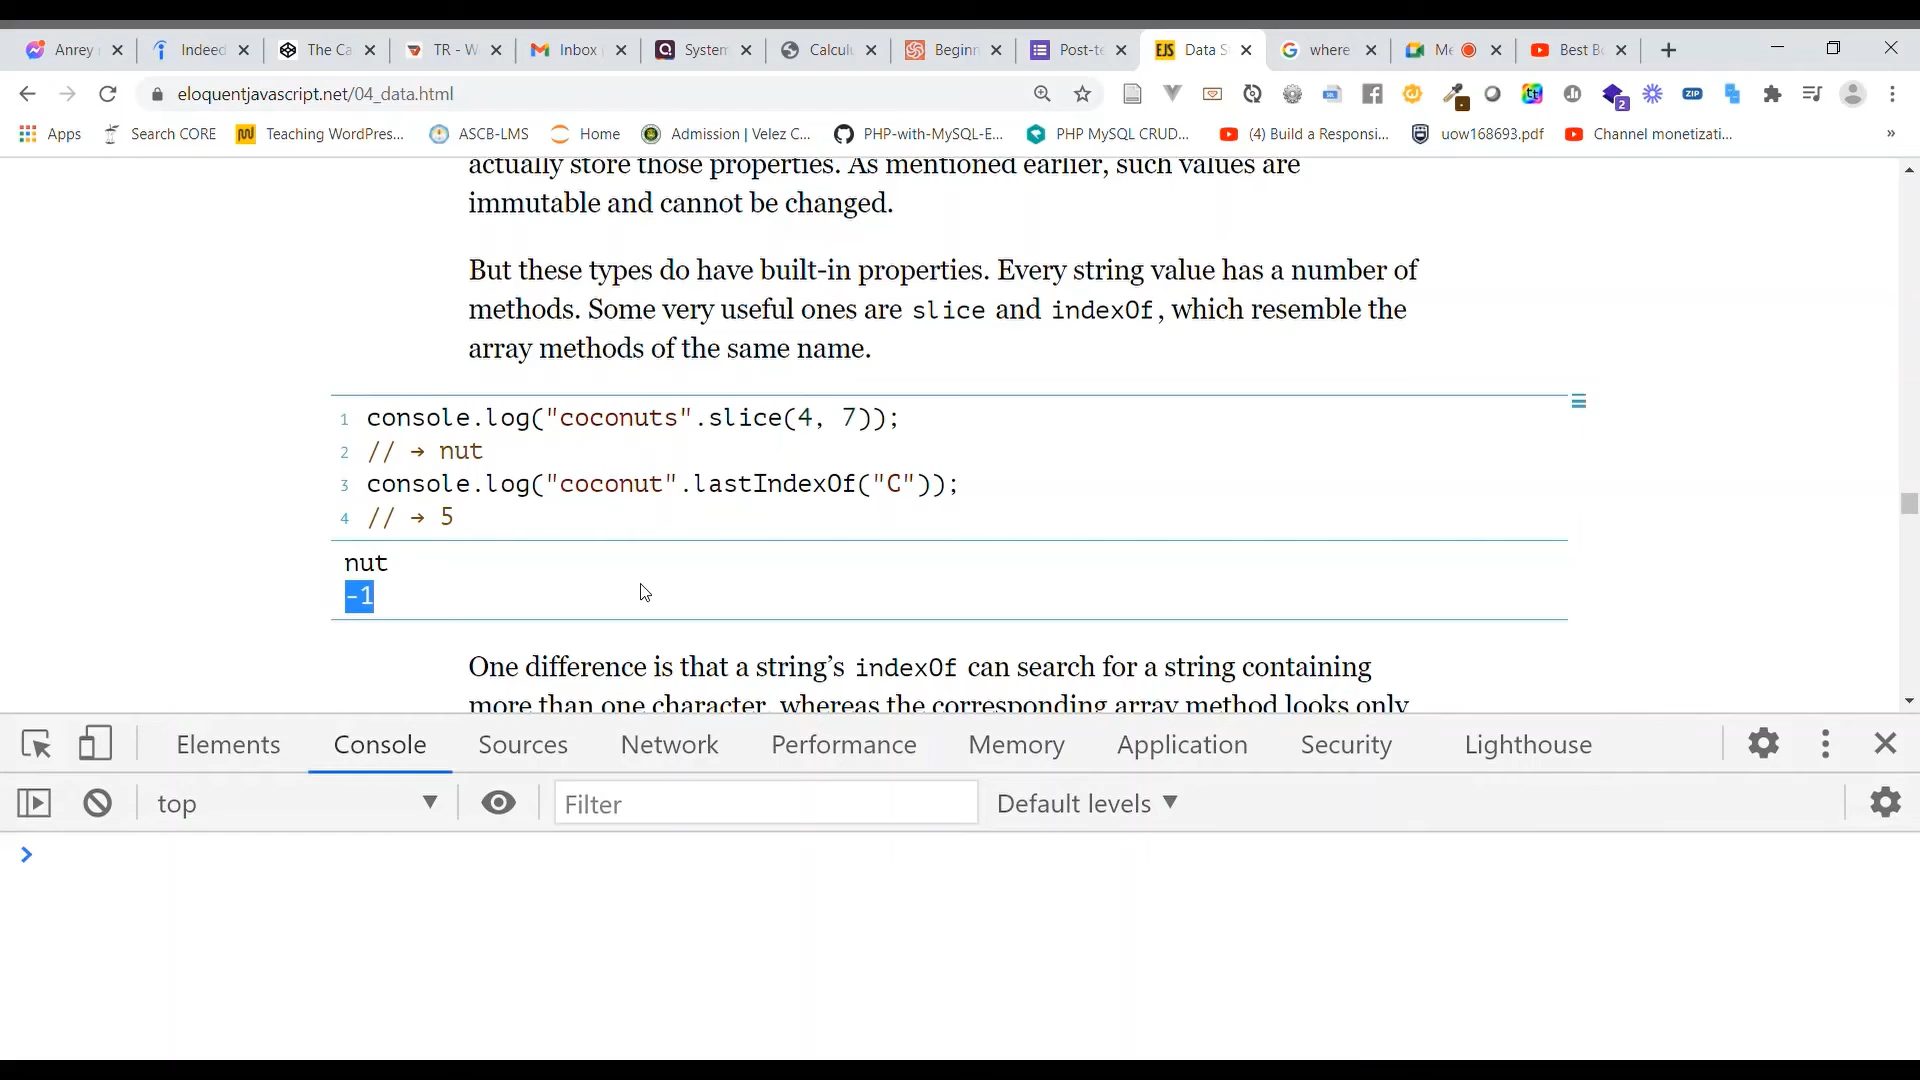 Anrey
Indeed
The Ca
TR - W
Inbox
System
Calcul
Beginn
Post-te
EJS
Data S
where
Me
Best B
eloquentjavascript.net/04_data.html
2
ZIP
Apps
Search CORE
Teaching WordPres...
ASCB-LMS
Home
Admission | Velez C...
PHP-with-MySQL-E...
PHP MySQL CRUD...
(4) Build a Responsi...
uow168693.pdf
Channel monetizati...
»
actually store those properties. As mentioned earlier, such values are
immutable and cannot be changed.
But these types do have built-in properties. Every string value has a number of
methods. Some very useful ones are slice and indexOf, which resemble the
array methods of the same name.
1 console.log("coconuts".slice(4, 7));
2 // → nut
3 console.log("coconut".lastIndexOf("C"));
4 // → 5
nut
-1
One difference is that a string’s indexOf can search for a string containing
more than one character, whereas the corresponding array method looks only
Elements
Console
Sources
Network
Performance
Memory
Application
Security
Lighthouse
top
Filter
Default levels